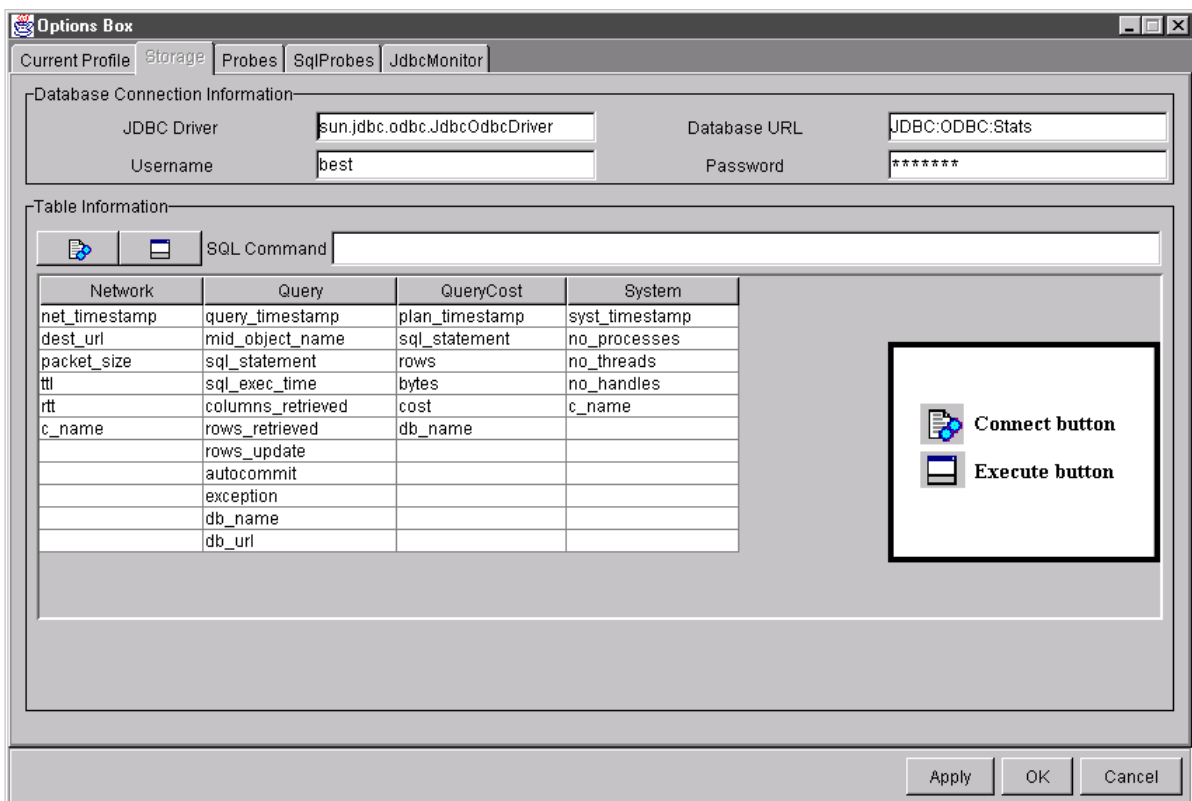 Options Box
Current Profile Storage Probes SqlProbes JdbcMonitor
Database Connection Information
JDBC Driver sun.jdbc.odbc.JdbcOdbcDriver Database URL JDBC:ODBC:Stats
Username best Password *******
Table Information
SQL Command
Network Query QueryCost System
net_timestamp query_timestamp plan_timestamp syst_timestamp
dest_url mid_object_name sql_statement no_processes
packet_size sql_statement rows no_threads
ttl sql_exec_time bytes no_handles
rtt columns_retrieved cost c_name
c_name rows_retrieved db_name
rows_update
autocommit
exception
db_name
db_url
Connect button
Execute button
Apply OK Cancel